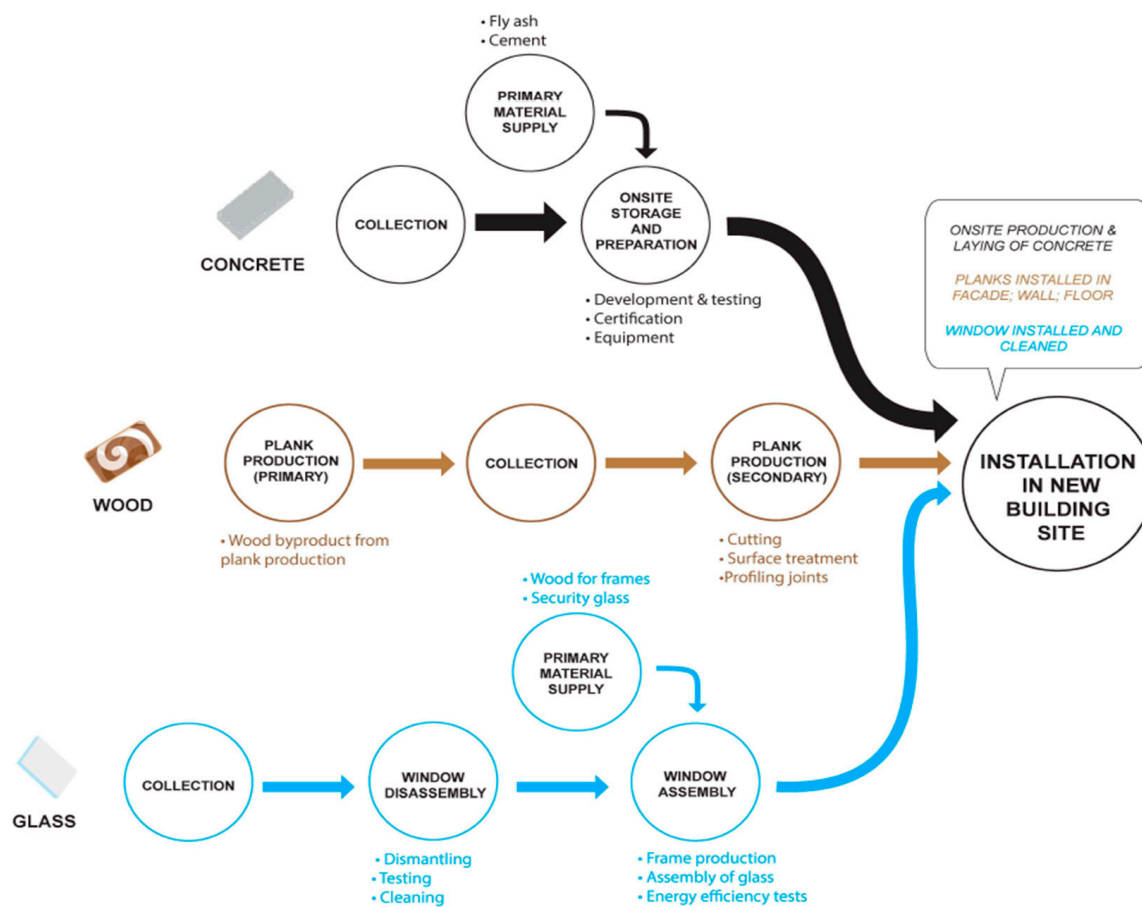 • Fly ash
• Cement
PRIMARY
MATERIAL
SUPPLY
COLLECTION
ONSITE
STORAGE
AND
PREPARATION
CONCRETE
• Development & testing
• Certification
• Equipment
ONSITE PRODUCTION &
LAYING OF CONCRETE
PLANKS INSTALLED IN
FACADE; WALL; FLOOR
WINDOW INSTALLED AND
CLEANED
WOOD
PLANK
PRODUCTION
(PRIMARY)
• Wood byproduct from
plank production
COLLECTION
PLANK
PRODUCTION
(SECONDARY)
• Cutting
• Surface treatment
•Profiling joints
INSTALLATION
IN NEW
BUILDING
SITE
• Wood for frames
• Security glass
PRIMARY
MATERIAL
SUPPLY
GLASS
COLLECTION
WINDOW
DISASSEMBLY
• Dismantling
• Testing
• Cleaning
WINDOW
ASSEMBLY
• Frame production
• Assembly of glass
• Energy efficiency tests